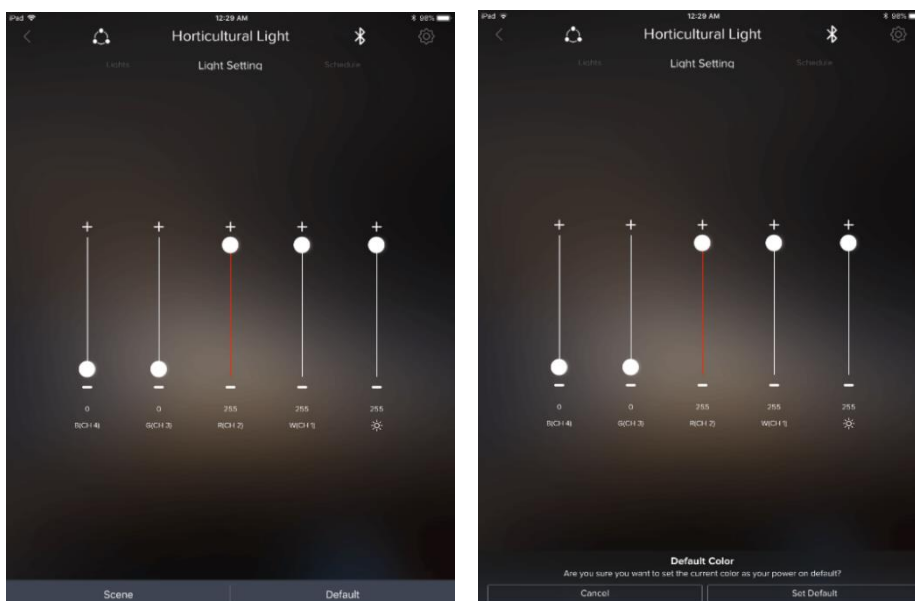 iPad 12:29 AM 98%
Horticultural Light
Lights Light Setting Schedule
+ + + + +
− − − − −
0 0 255 255 255
B(CH 4) G(CH 3) R(CH 2) W(CH 1)
Scene Default
iPad 12:29 AM 98%
Horticultural Light
Lights Light Setting Schedule
+ + + + +
− − − − −
0 0 255 255 255
B(CH 4) G(CH 3) R(CH 2) W(CH 1)
Default Color
Are you sure you want to set the current color as your power on default?
Cancel Set Default